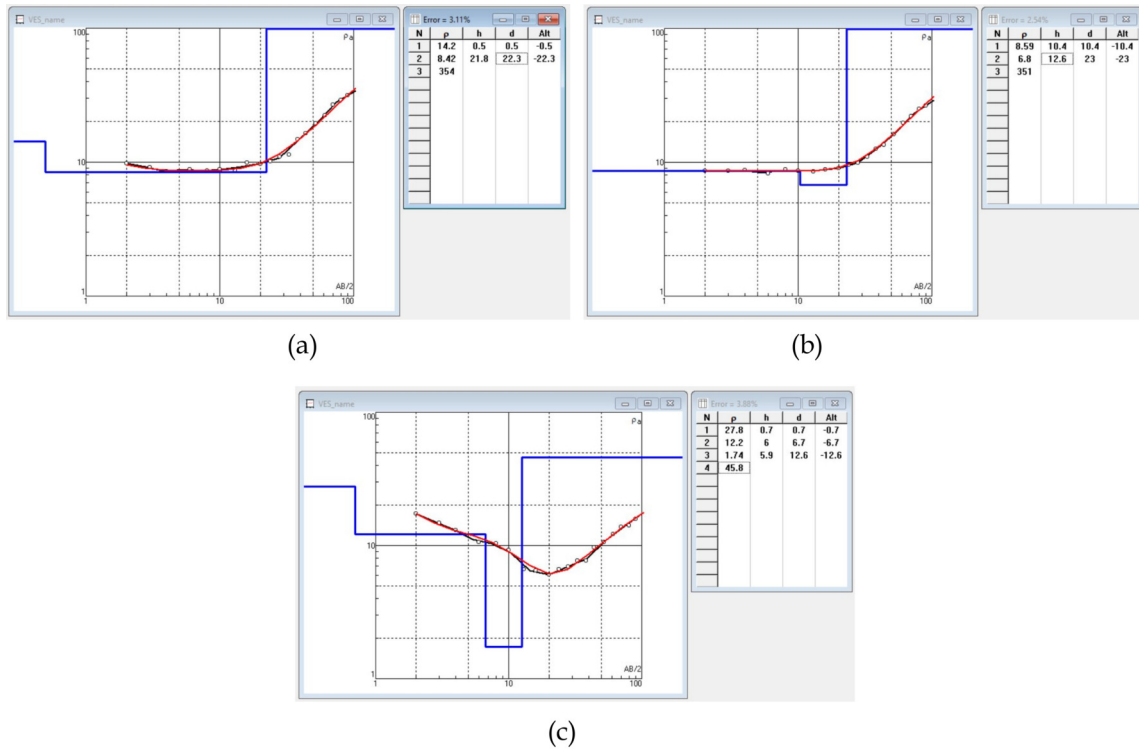 VES_name
Error = 3.11%
N ρ h d Alt
1 14.2 0.5 0.5 -0.5
2 8.42 21.8 22.3 -22.3
3 354
100
ρa
10
1
AB/2
1 10 100
VES_name
Error = 2.54%
N ρ h d Alt
1 8.59 10.4 10.4 -10.4
2 6.8 12.6 23 -23
3 351
100
ρa
10
1
AB/2
1 10 100
(a)
(b)
VES_name
Error = 3.88%
N ρ h d Alt
1 27.8 0.7 0.7 -0.7
2 12.2 6 6.7 -6.7
3 1.74 5.9 12.6 -12.6
4 45.8
100
ρa
10
1
AB/2
1 10 100
(c)